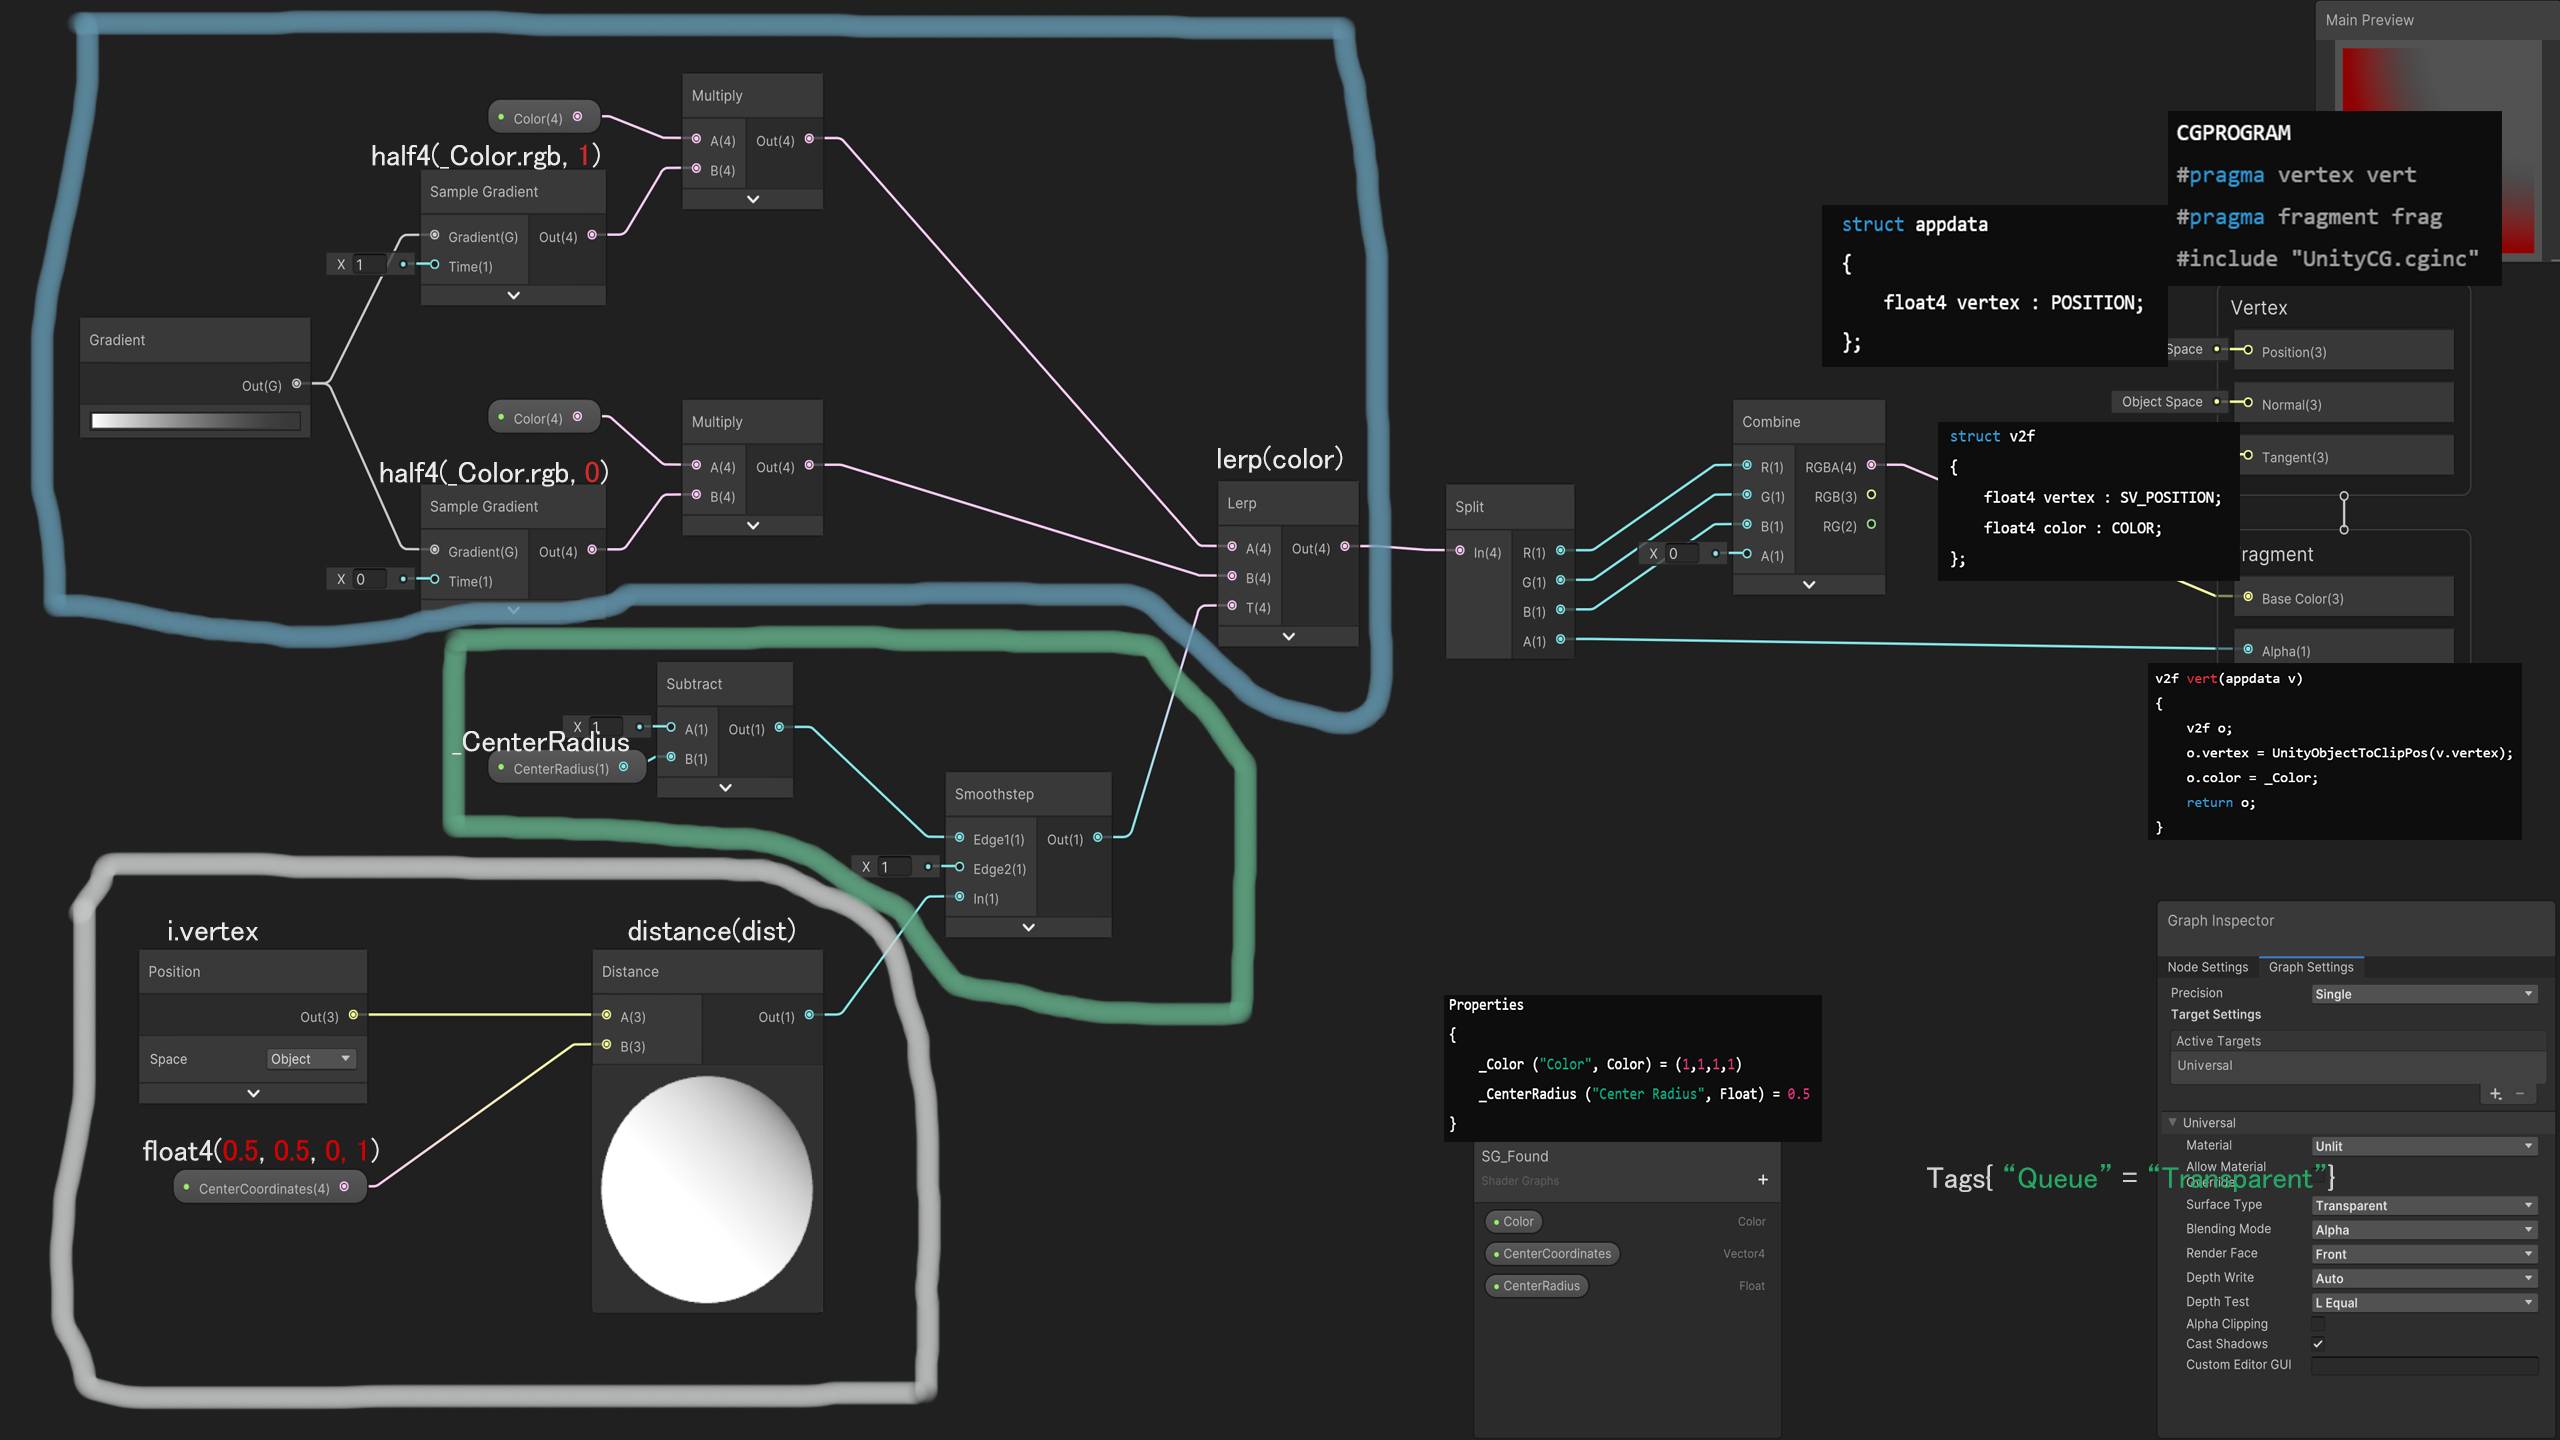 Main Preview
Color(4)
Multiply
A(4) Out(4)
B(4)
half4(_Color.rgb, 1)
Sample Gradient
Gradient(G) Out(4)
X 1
Time(1)
Gradient
Out(G)
Color(4)
Multiply
A(4) Out(4)
B(4)
half4(_Color.rgb, 0)
Sample Gradient
Gradient(G) Out(4)
X 0
Time(1)
lerp(color)
Lerp
A(4) Out(4)
B(4)
T(4)
Split
In(4) R(1)
G(1)
B(1)
A(1)
Combine
R(1) RGBA(4)
G(1) RGB(3)
B(1) RG(2)
X 0
A(1)
CGPROGRAM
#pragma vertex vert
#pragma fragment frag
#include "UnityCG.cginc"
struct appdata
{
float4 vertex : POSITION;
};
Vertex
Space
Position(3)
Object Space
Normal(3)
Tangent(3)
struct v2f
{
float4 vertex : SV_POSITION;
float4 color : COLOR;
};
ragment
Base Color(3)
Alpha(1)
v2f vert(appdata v)
{
v2f o;
o.vertex = UnityObjectToClipPos(v.vertex);
o.color = _Color;
return o;
}
Subtract
X 1
A(1) Out(1)
B(1)
_CenterRadius
CenterRadius(1)
Smoothstep
Edge1(1) Out(1)
X 1
Edge2(1)
In(1)
i.vertex
Position
Out(3)
Space Object
distance(dist)
Distance
A(3) Out(1)
B(3)
float4(0.5, 0.5, 0, 1)
CenterCoordinates(4)
Properties
{
_Color ("Color", Color) = (1,1,1,1)
_CenterRadius ("Center Radius", Float) = 0.5
}
SG_Found
Shader Graphs
+
Color Color
CenterCoordinates Vector4
CenterRadius Float
Tags{ “Queue” = “Transparent”}
Graph Inspector
Node Settings Graph Settings
Precision Single
Target Settings
Active Targets
Universal
+ −
Universal
Material Unlit
Allow Material
Surface Type Transparent
Blending Mode Alpha
Render Face Front
Depth Write Auto
Depth Test L Equal
Alpha Clipping
Cast Shadows
Custom Editor GUI